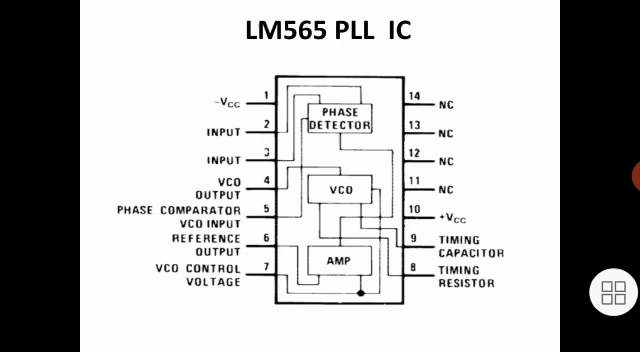 LM565 PLL IC
1
-VCC
2
INPUT
3
INPUT
4
VCO
OUTPUT
5
PHASE COMPARATOR
VCO INPUT
6
REFERENCE
OUTPUT
7
VCO CONTROL
VOLTAGE
PHASE
DETECTOR
VCO
AMP
14
NC
13
NC
12
NC
11
NC
10
+VCC
9
TIMING
CAPACITOR
8
TIMING
RESISTOR